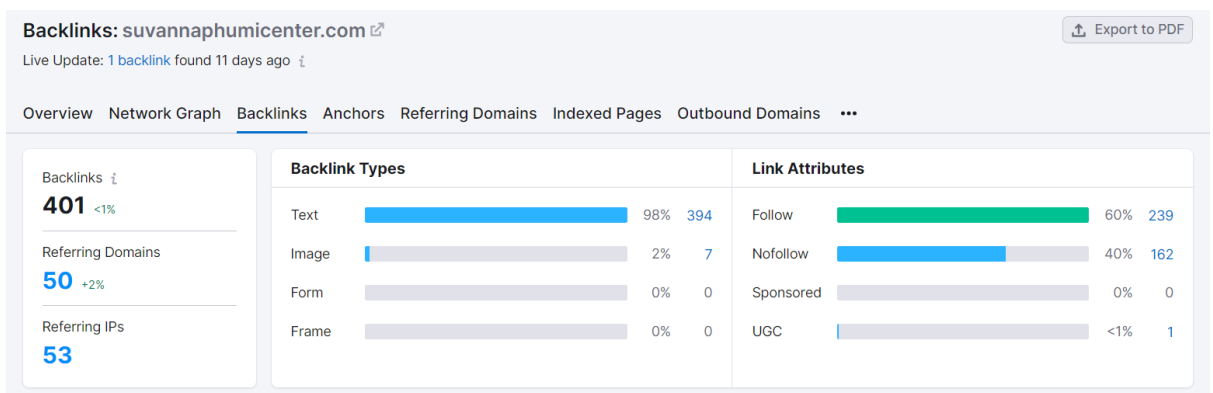 Backlinks: suvannaphumicenter.com
Export to PDF
Live Update: 1 backlink found 11 days ago i
Overview Network Graph Backlinks Anchors Referring Domains Indexed Pages Outbound Domains •••
Backlinks i
401 <1%
Referring Domains
50 +2%
Referring IPs
53
Backlink Types
Text 98% 394
Image 2% 7
Form 0% 0
Frame 0% 0
Link Attributes
Follow 60% 239
Nofollow 40% 162
Sponsored 0% 0
UGC <1% 1